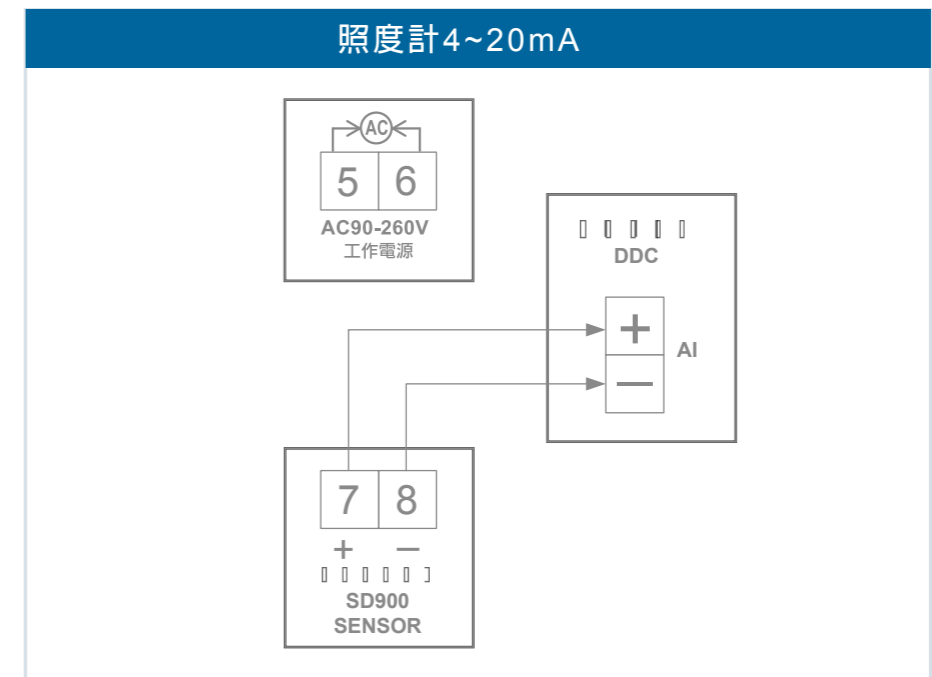 照度計4~20mA
AC
5 6
AC90-260V
工作電源
DDC
+
AI
—
7 8
+ —
SD900
SENSOR